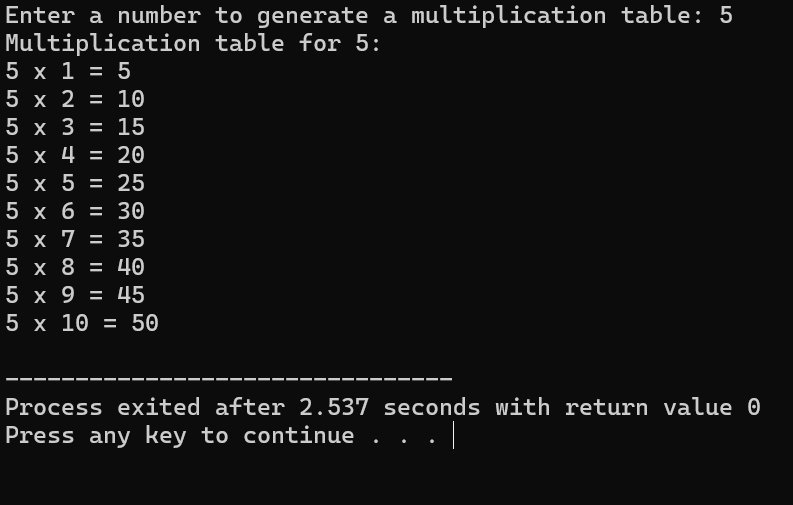 Enter a number to generate a multiplication table: 5
Multiplication table for 5:
5 x 1 = 5
5 x 2 = 10
5 x 3 = 15
5 x 4 = 20
5 x 5 = 25
5 x 6 = 30
5 x 7 = 35
5 x 8 = 40
5 x 9 = 45
5 x 10 = 50

--------------------------------
Process exited after 2.537 seconds with return value 0
Press any key to continue . . .